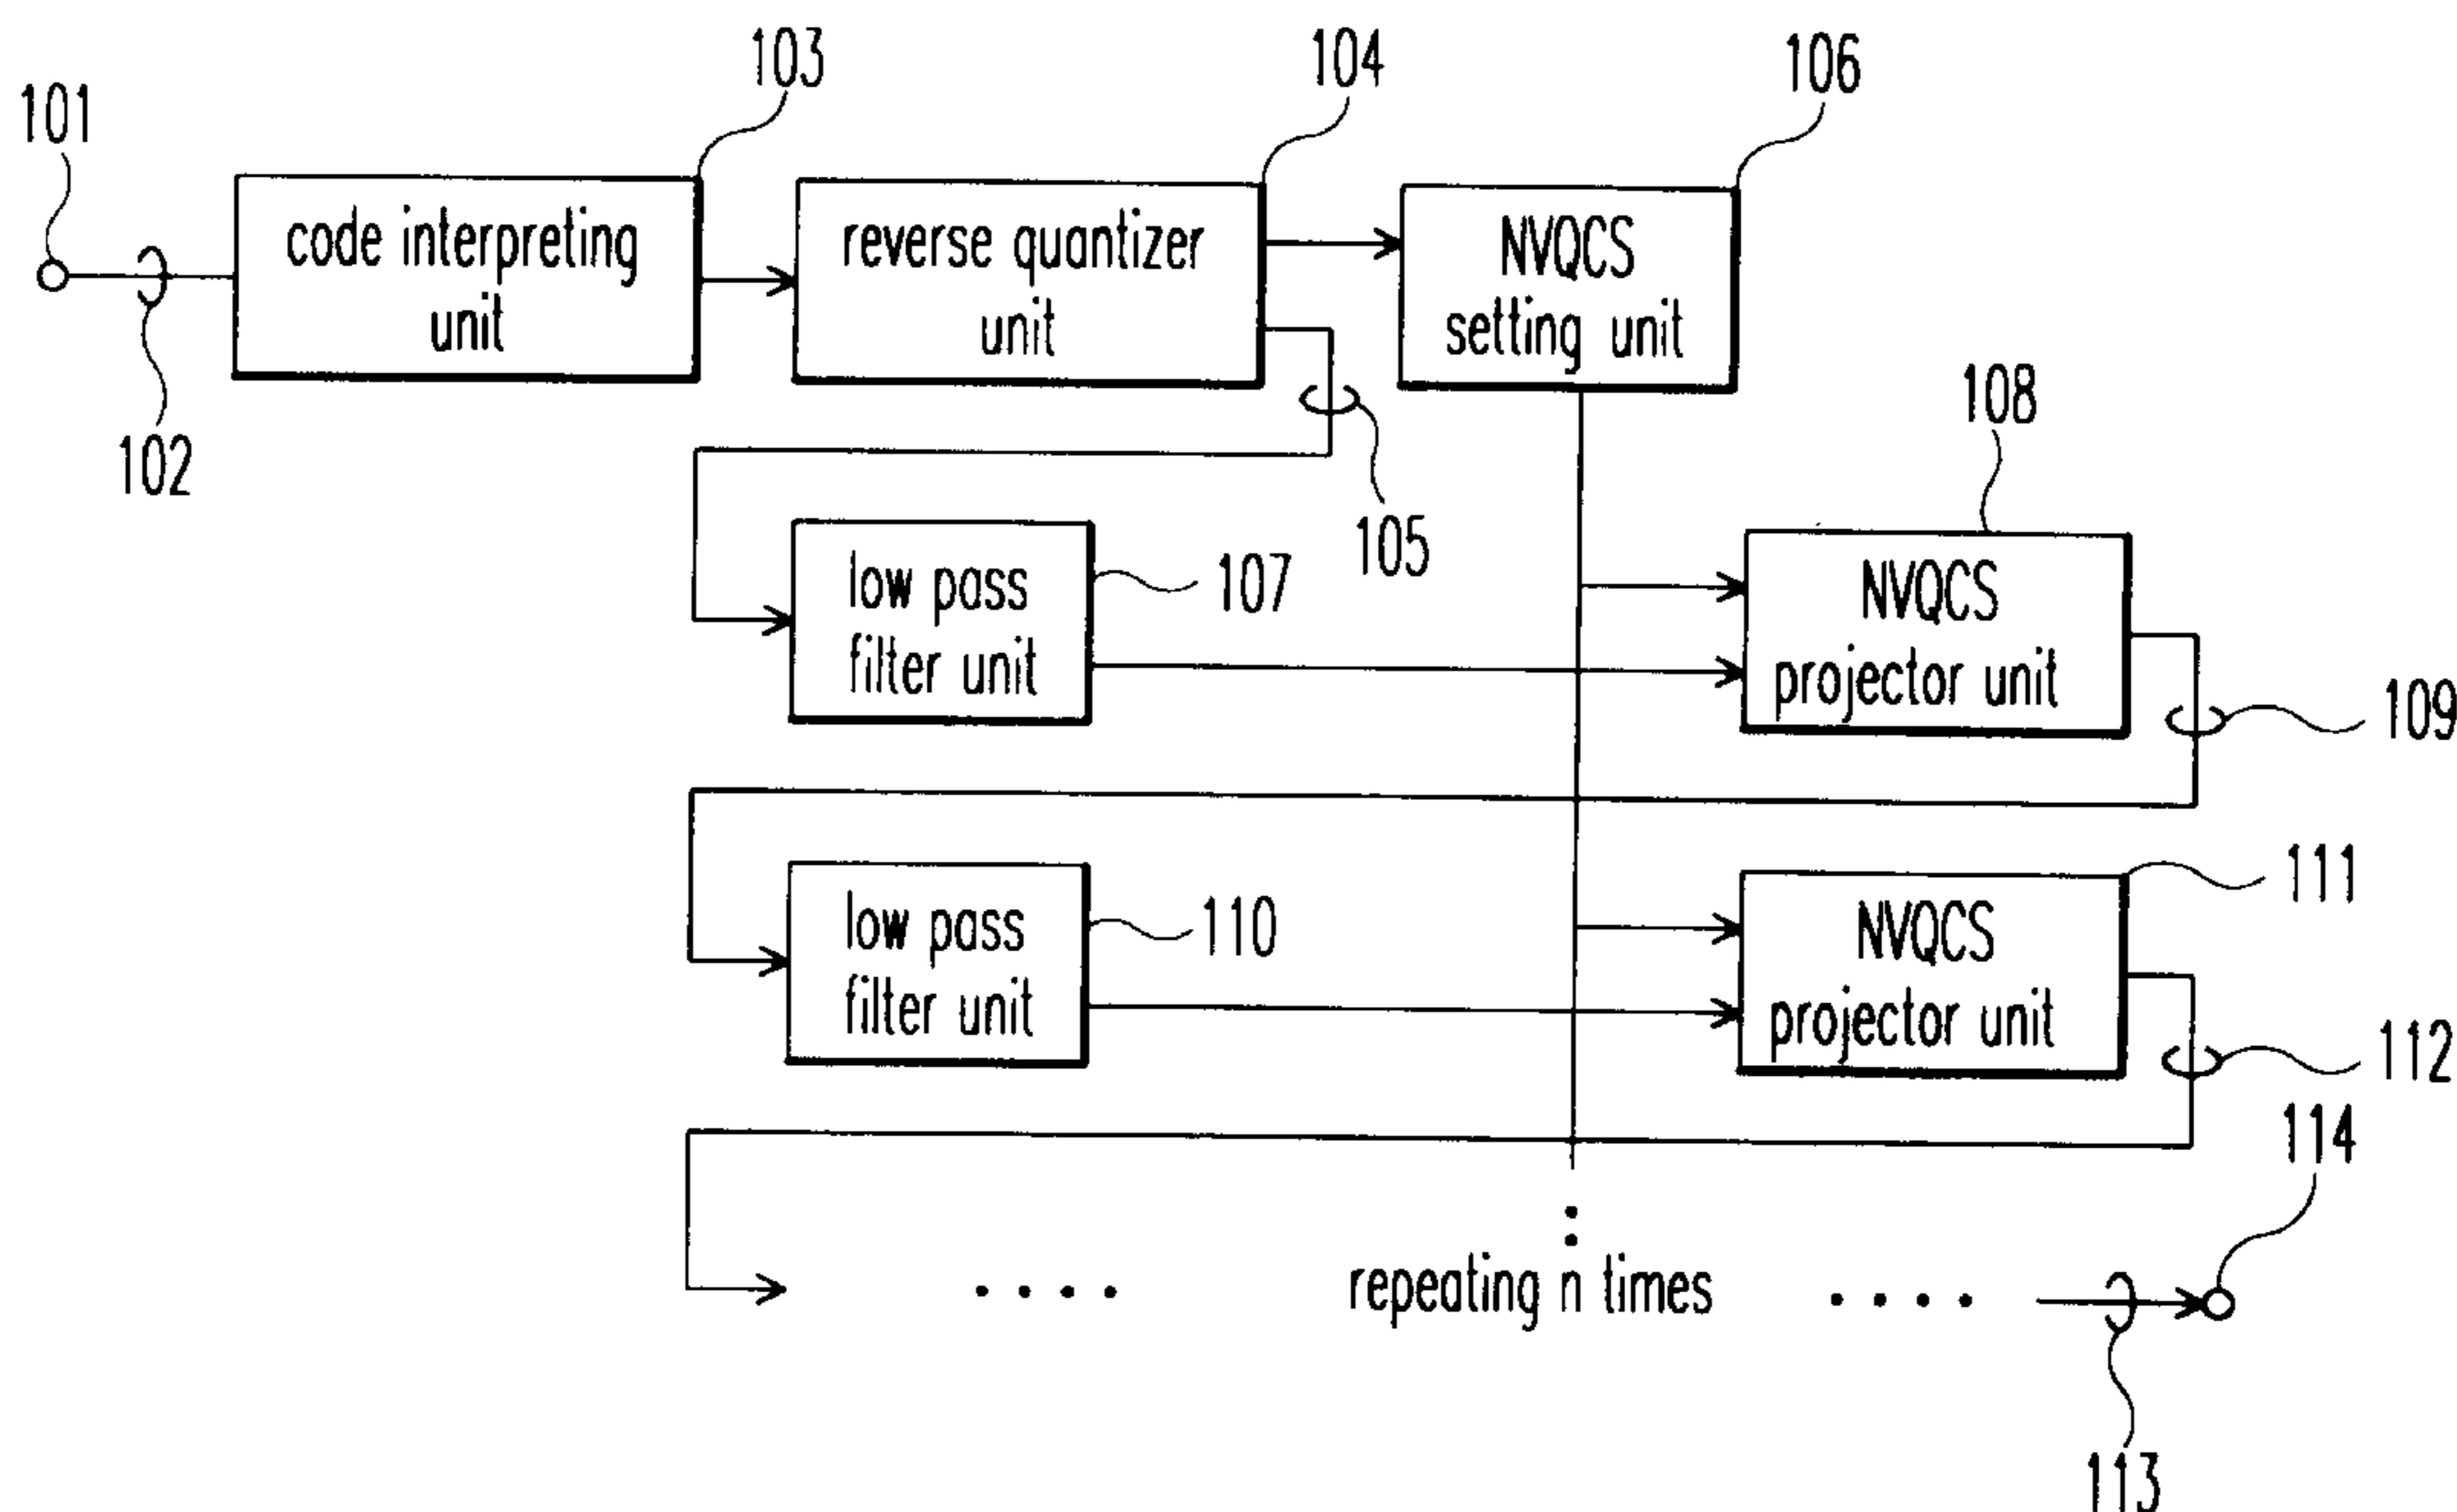 101
103
104
106
code interpreting
unit
reverse quantizer
unit
NVQCS
setting unit
102
105
108
low pass
filter unit
107
NVQCS
projector unit
109
low pass
filter unit
110
NVQCS
projector unit
111
112
114
repeating n times
113